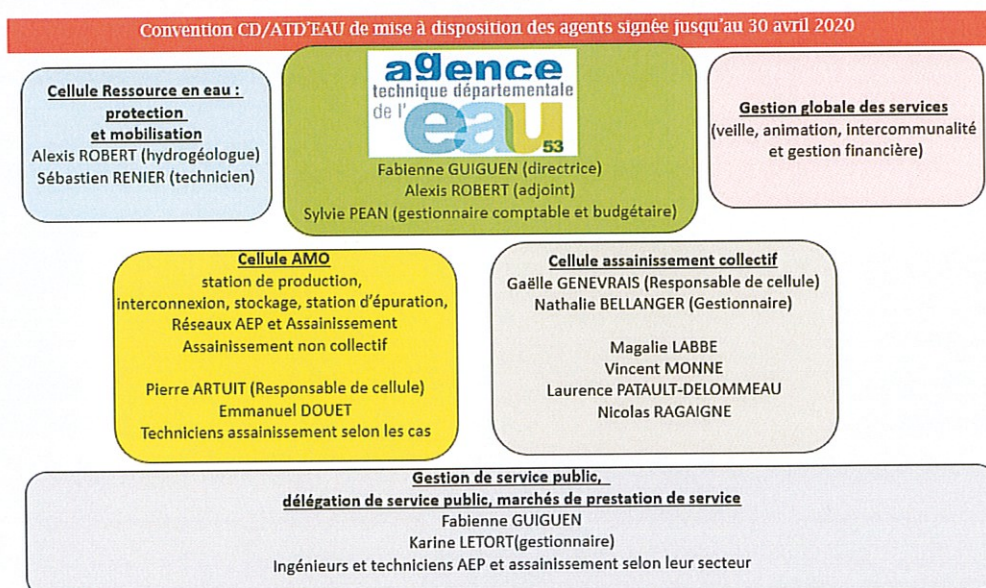 Convention CD/ATD'EAU de mise à disposition des agents signée jusqu'au 30 avril 2020
Cellule Ressource en eau :
protection
et mobilisation
Alexis ROBERT (hydrogéologue)
Sébastien RENIER (technicien)
agence
technique départementale
de l'eau
53
Fabienne GUIGUEN (directrice)
Alexis ROBERT (adjoint)
Sylvie PEAN (gestionnaire comptable et budgétaire)
Gestion globale des services
(veille, animation, intercommunalité
et gestion financière)
Cellule AMO
station de production,
interconnexion, stockage, station d'épuration,
Réseaux AEP et Assainissement
Assainissement non collectif
Pierre ARTUIT (Responsable de cellule)
Emmanuel DOUET
Techniciens assainissement selon les cas
Cellule assainissement collectif
Gaëlle GENEVRAIS (Responsable de cellule)
Nathalie BELLANGER (Gestionnaire)
Magalie LABBE
Vincent MONNE
Laurence PATAULT-DELOMMEAU
Nicolas RAGAIGNE
Gestion de service public,
délégation de service public, marchés de prestation de service
Fabienne GUIGUEN
Karine LETORT(gestionnaire)
Ingénieurs et techniciens AEP et assainissement selon leur secteur